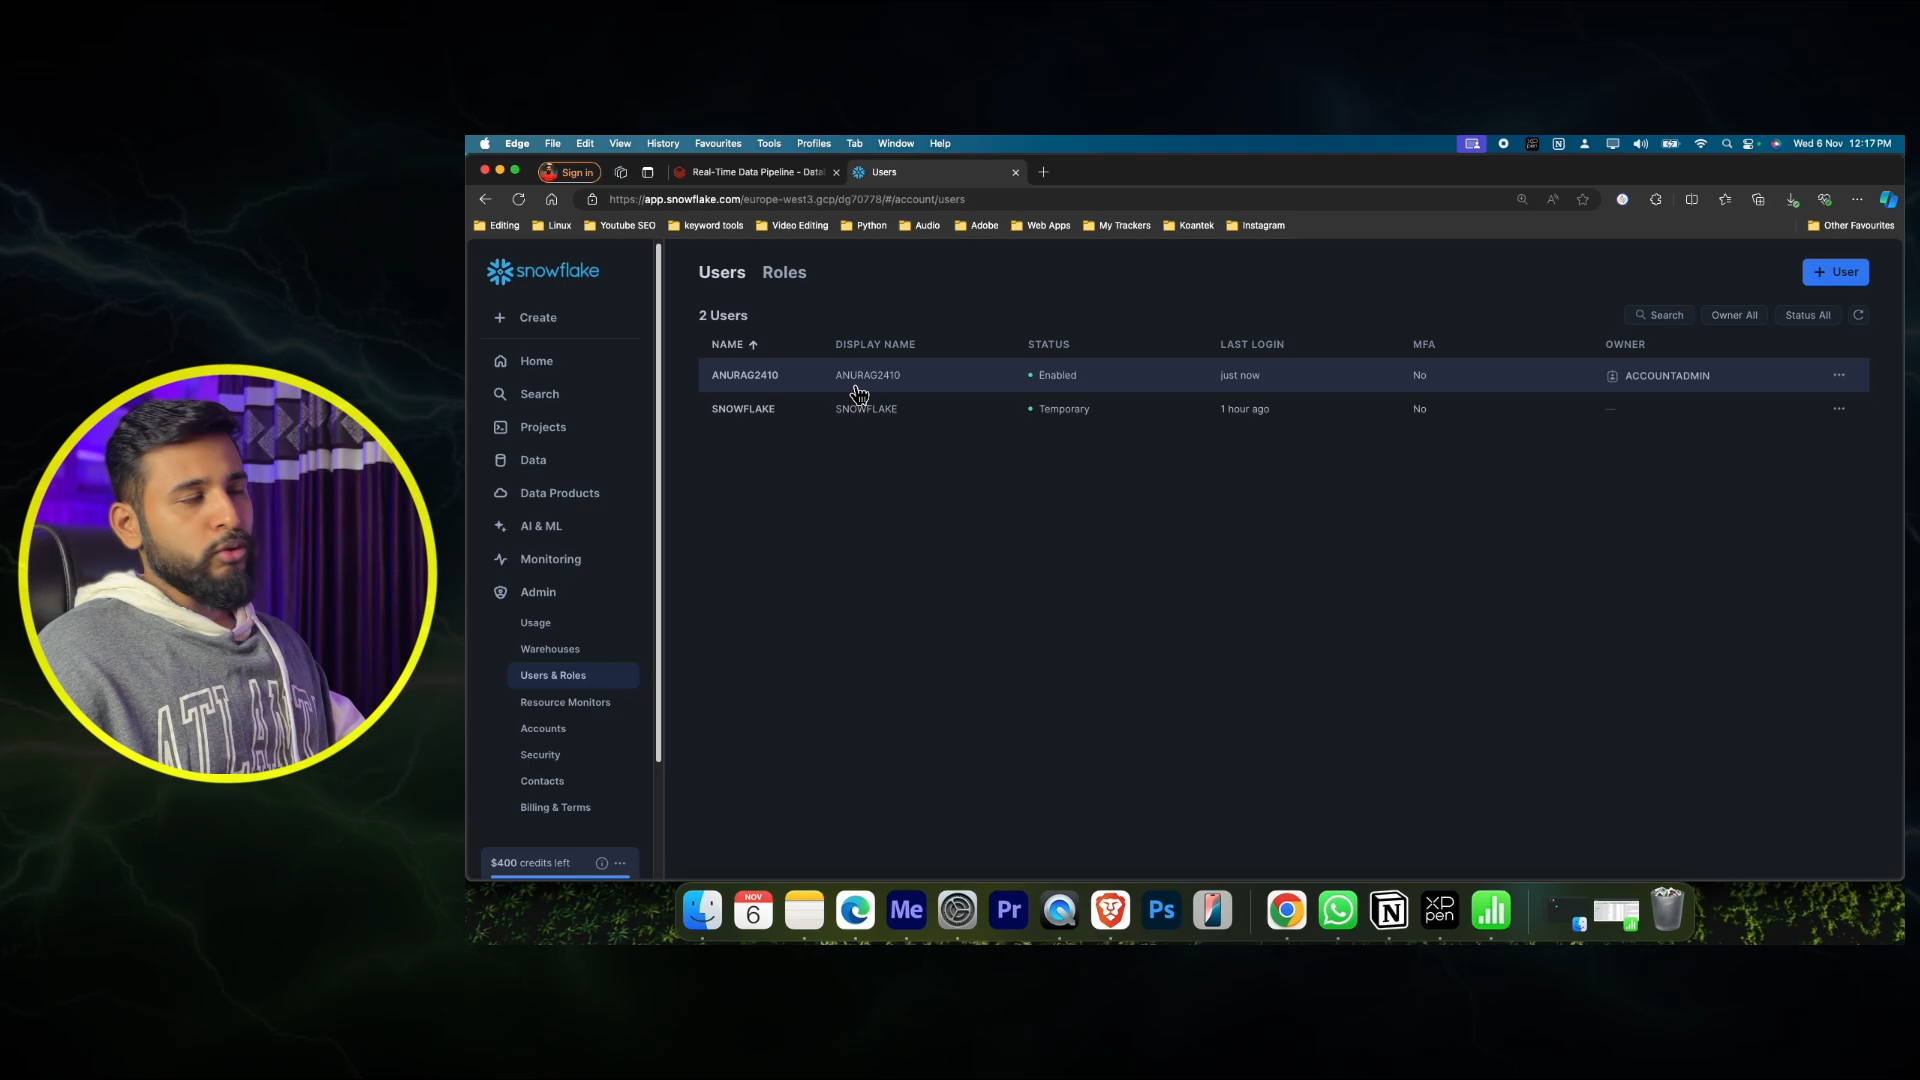 Edge File Edit View History Favourites Tools Profiles Tab Window Help
Wed 6 Nov 12:17 PM
Sign in
Real-Time Data Pipeline - Datal
Users
https://app.snowflake.com/europe-west3.gcp/dg70778/#/account/users
Editing Linux Youtube SEO keyword tools Video Editing Python Audio Adobe Web Apps My Trackers Koantek Instagram Other Favourites
snowflake
Create
Home
Search
Projects
Data
Data Products
AI & ML
Monitoring
Admin
Usage
Warehouses
Users & Roles
Resource Monitors
Accounts
Security
Contacts
Billing & Terms
$400 credits left
Users Roles
+ User
2 Users
Search Owner All Status All
NAME DISPLAY NAME STATUS LAST LOGIN MFA OWNER
ANURAG2410 ANURAG2410 Enabled just now No ACCOUNTADMIN
SNOWFLAKE SNOWFLAKE Temporary 1 hour ago No —
NOV
6
Me
Pr
Ps
XP
pen
ATLANT